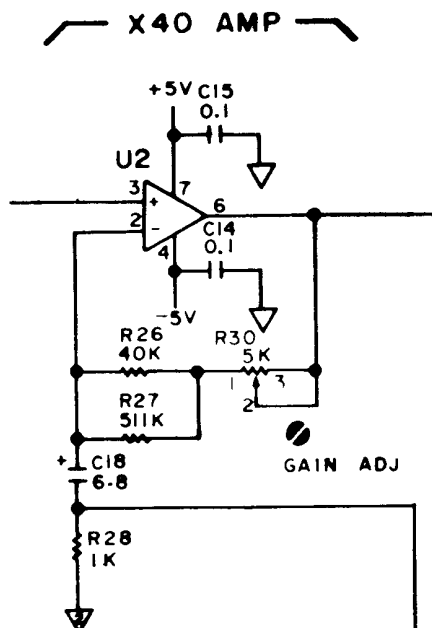 X40 AMP
+5V C15
0.1
U2
7
3 + 6
2 -
4 C14
0.1
-5V
R26 R30
40K 5K
1 3
R27
511K 2
+ C18 GAIN ADJ
6.8
R28
1K